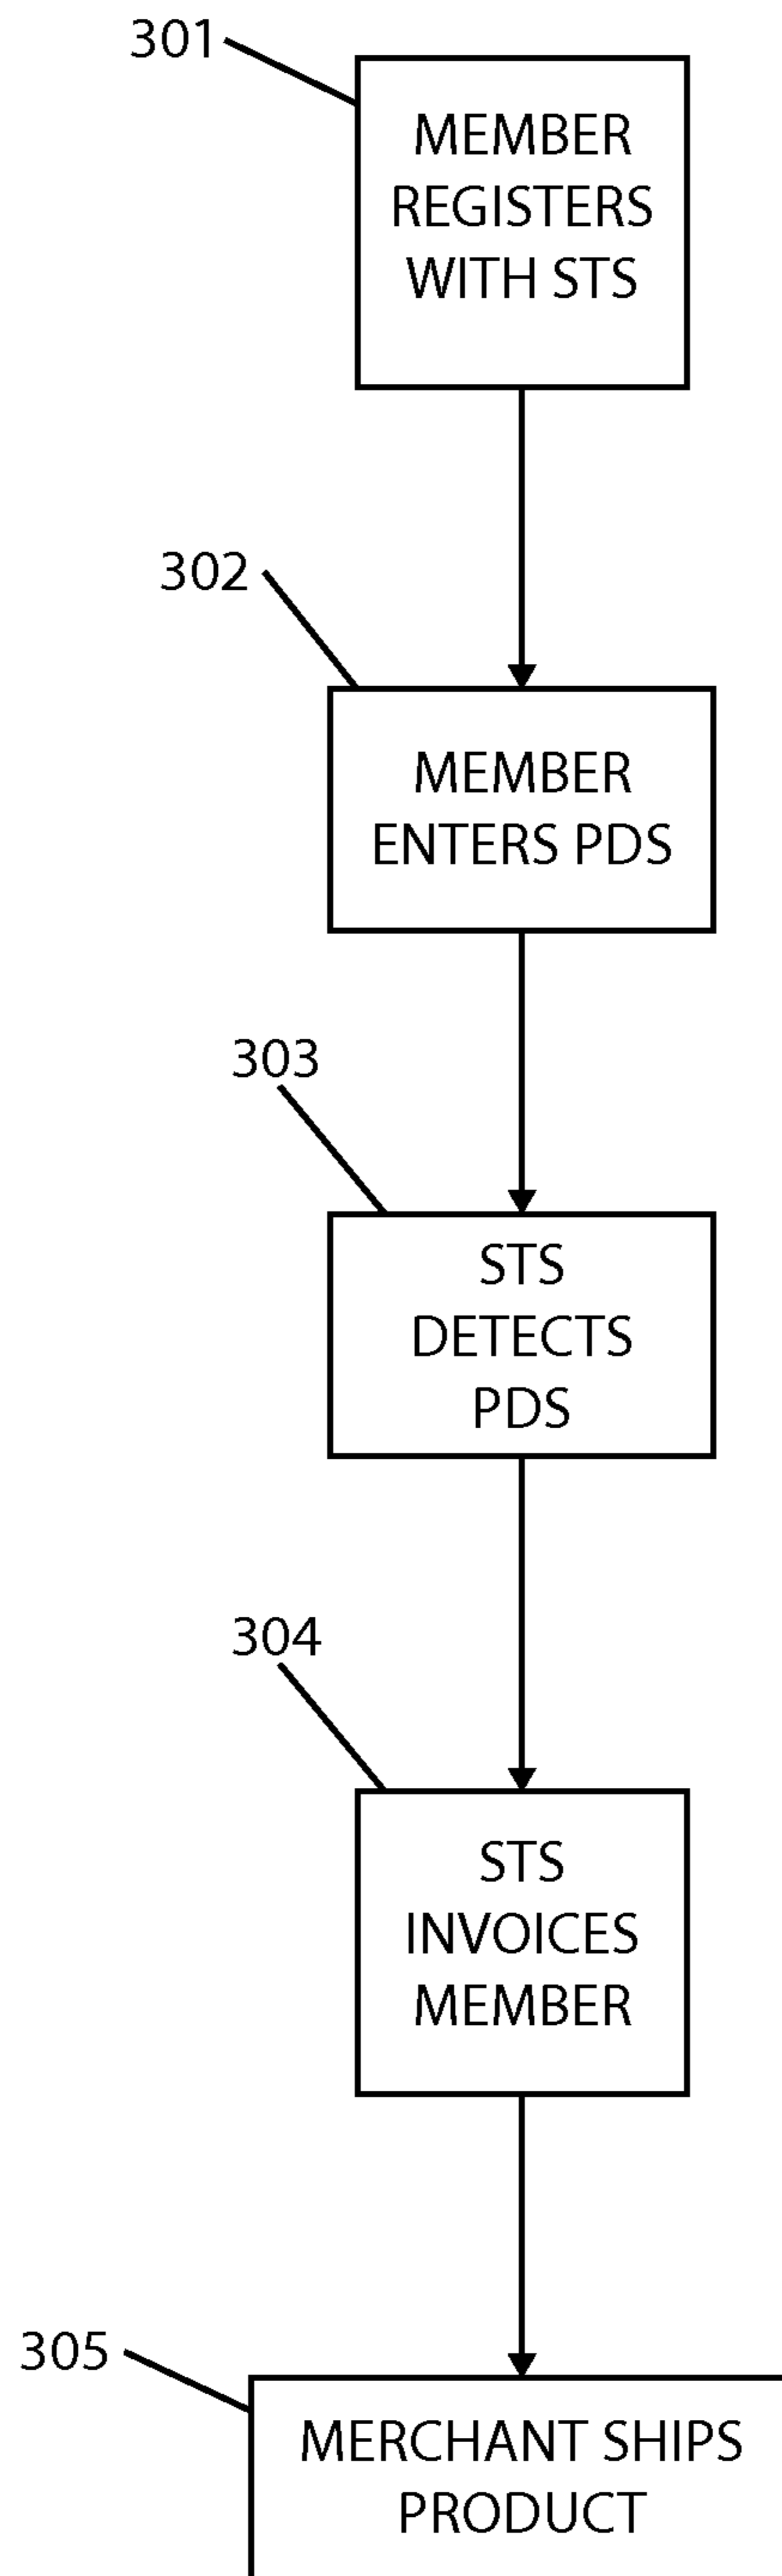 301
MEMBER
REGISTERS
WITH STS
302
MEMBER
ENTERS PDS
303
STS
DETECTS
PDS
304
STS
INVOICES
MEMBER
305
MERCHANT SHIPS
PRODUCT